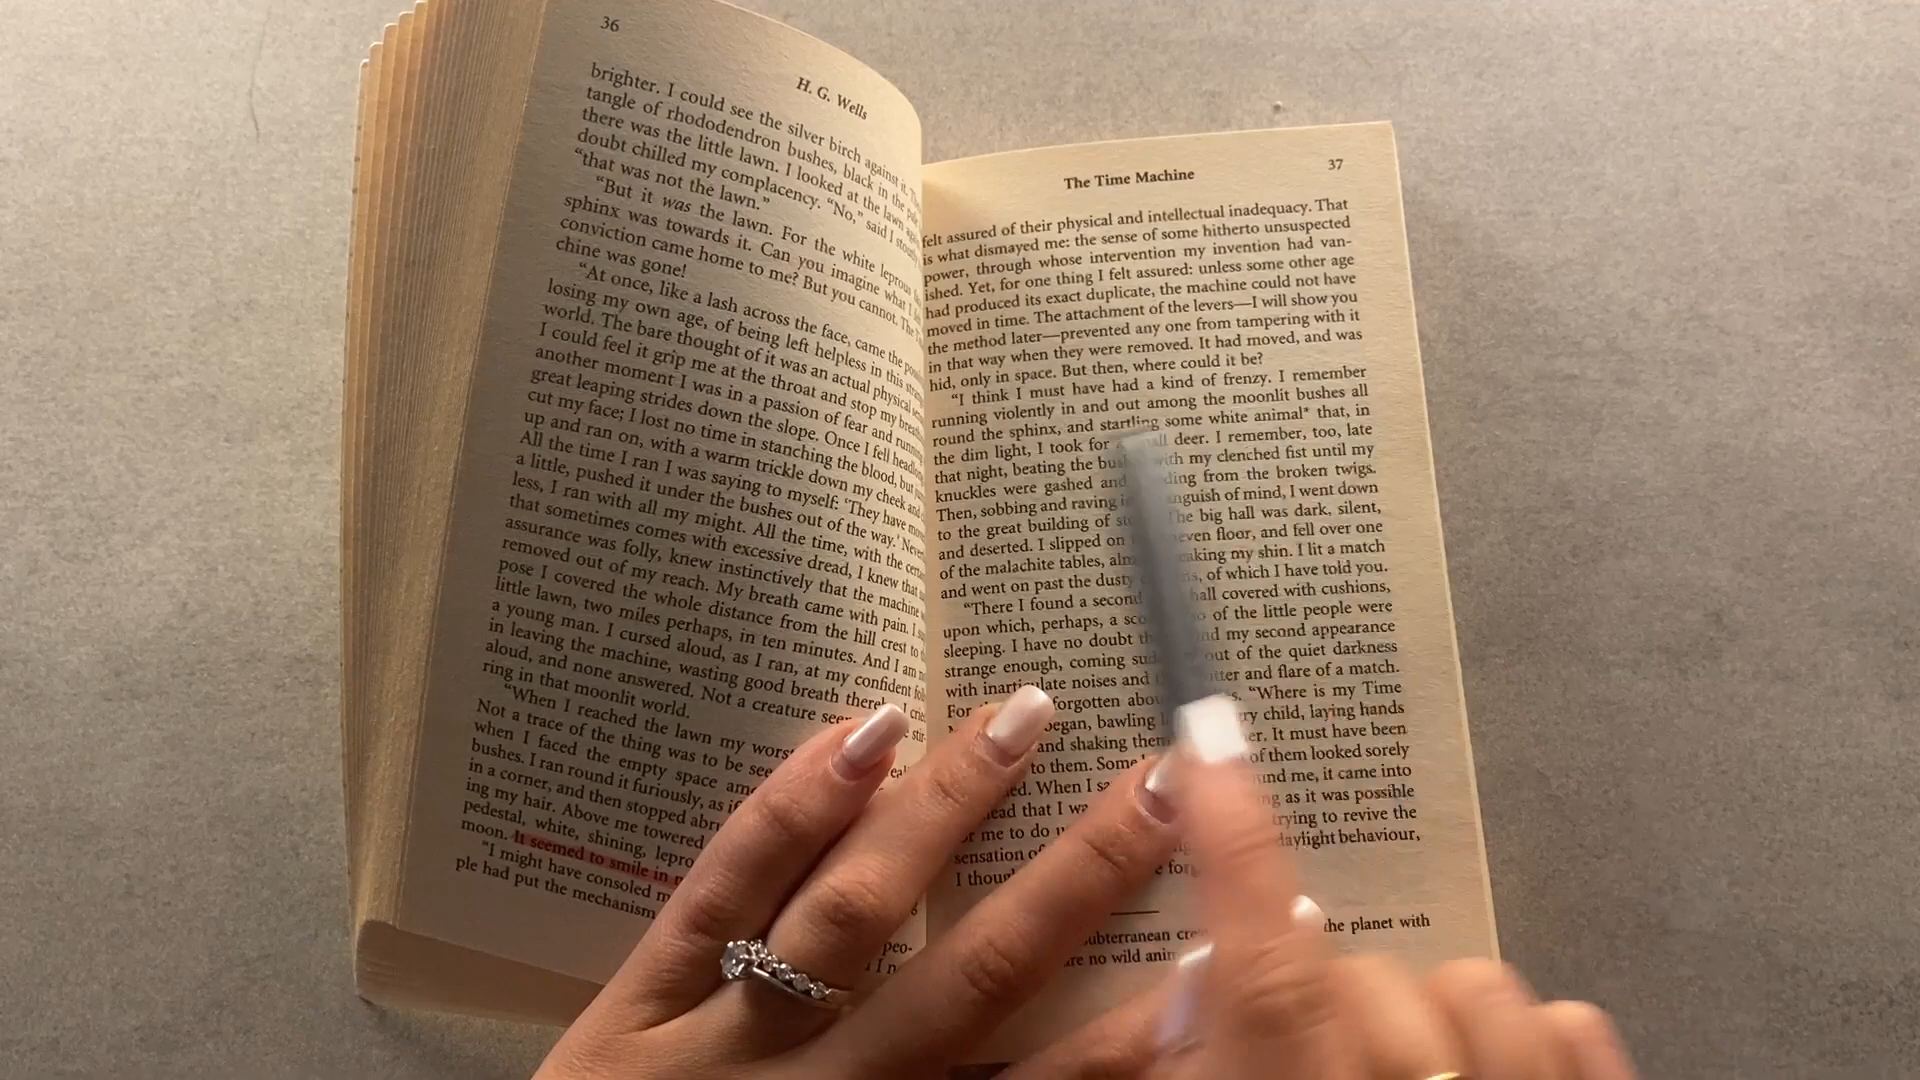 36
H. G. Wells
brighter. I could see the silver birch against it.
tangle of rhododendron bushes, black in the pale
there was the little lawn. I looked at the lawn again.
doubt chilled my complacency. “No,” said I stoutly
“that was not the lawn.”
“But it was the lawn. For the white leprous
sphinx was towards it. Can you imagine what I
conviction came home to me? But you cannot. The
chine was gone!
“At once, like a lash across the face, came the
losing my own age, of being left helpless in this
world. The bare thought of it was an actual physical
I could feel it grip me at the throat and stop my
another moment I was in a passion of fear and
great leaping strides down the slope. Once I fell
cut my face; I lost no time in stanching the blood, but
up and ran on, with a warm trickle down my cheek and
All the time I ran I was saying to myself: ‘They have
a little, pushed it under the bushes out of the way.’
less, I ran with all my might. All the time, with the
that sometimes comes with excessive dread, I knew that
assurance was folly, knew instinctively that the machine
removed out of my reach. My breath came with pain. I
pose I covered the whole distance from the hill crest to
little lawn, two miles perhaps, in ten minutes. And I am
a young man. I cursed aloud, as I ran, at my confident
in leaving the machine, wasting good breath I
aloud, and none answered. Not a creature stir-
ring in that moonlit world.
“When I reached the lawn my
Not a trace of the thing was to be
when I faced the empty space
bushes. I ran round it furiously, as
in a corner, and then stopped
ing my hair. Above me towered
pedestal, white, shining,
moon. It seemed to smile in
“I might have consoled peo-
ple had put the mechanism I
The Time Machine
37
felt assured of their physical and intellectual inadequacy. That
is what dismayed me: the sense of some hitherto unsuspected
power, through whose intervention my invention had van-
ished. Yet, for one thing I felt assured: unless some other age
had produced its exact duplicate, the machine could not have
moved in time. The attachment of the levers—I will show you
the method later—prevented any one from tampering with it
in that way when they were removed. It had moved, and was
hid, only in space. But then, where could it be?
“I think I must have had a kind of frenzy. I remember
running violently in and out among the moonlit bushes all
round the sphinx, and startling some white animal* that, in
the dim light, I took for deer. I remember, too, late
that night, beating the with my clenched fist until my
knuckles were gashed and from the broken twigs.
Then, sobbing and raving anguish of mind, I went down
to the great building of The big hall was dark, silent,
and deserted. I slipped on floor, and fell over one
of the malachite tables, my shin. I lit a match
and went on past the dusty of which I have told you.
“There I found a second hall covered with cushions,
upon which, perhaps, a of the little people were
sleeping. I have no doubt my second appearance
strange enough, coming out of the quiet darkness
with inarticulate noises and and flare of a match.
For forgotten “Where is my Time
began, bawling child, laying hands
and shaking them It must have been
to them. Some of them looked sorely
When I me, it came into
that I as it was possible
me to do trying to revive the
sensation of daylight behaviour,
I
the planet with
are no wild